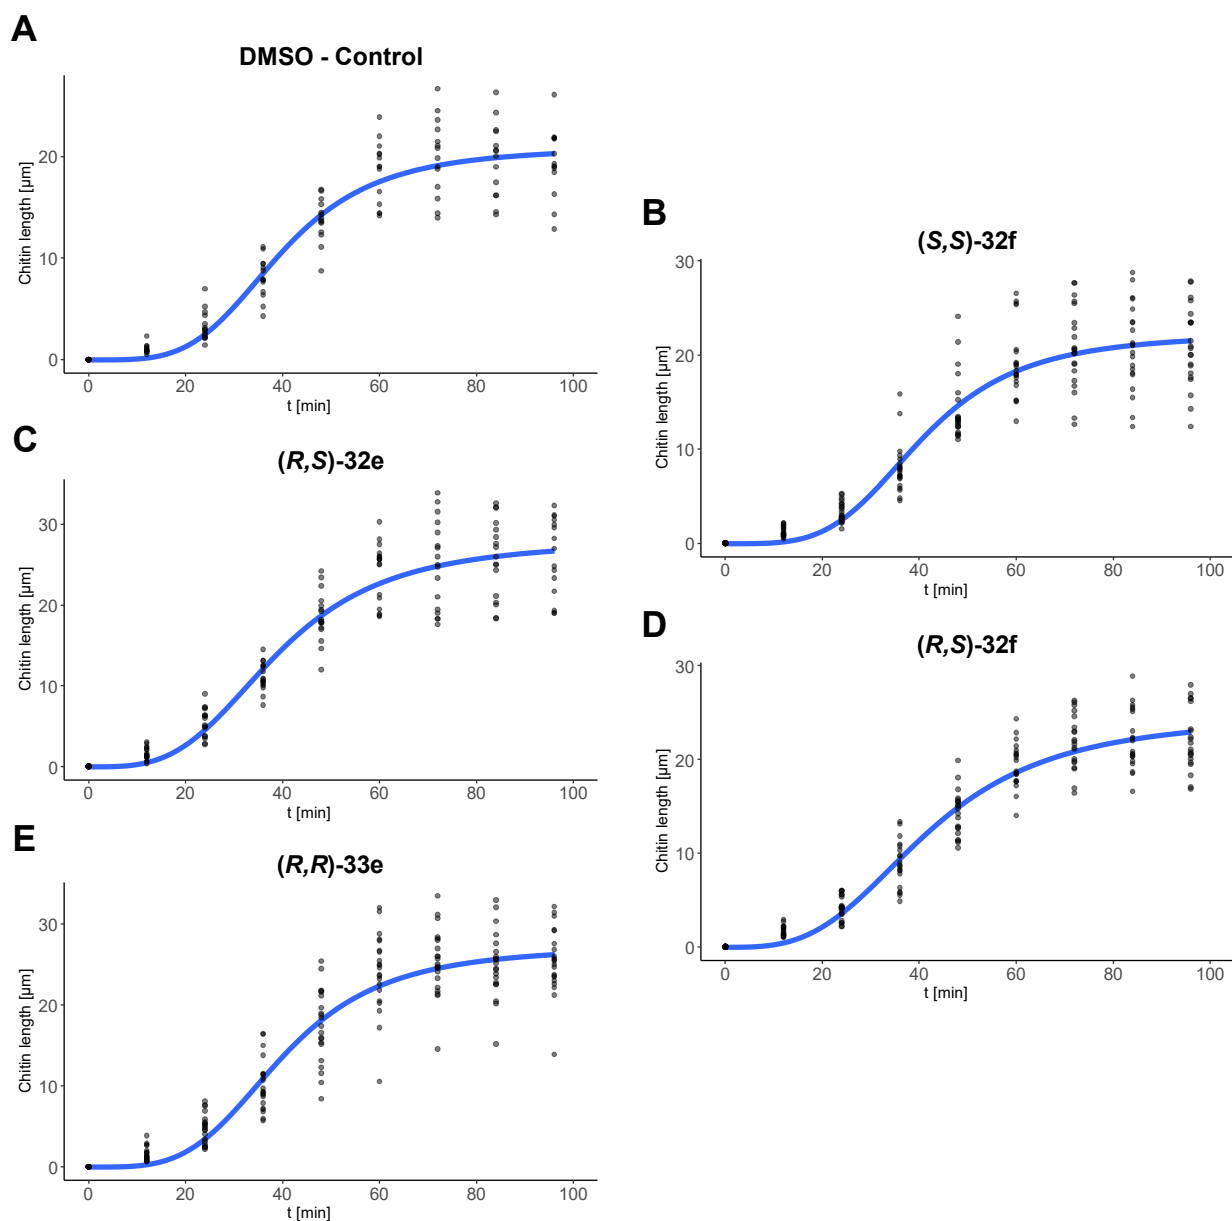 A
DMSO - Control
Chitin length [µm]
20
10
0
0 20 40 60 80 100
t [min]
B
(S,S)-32f
Chitin length [µm]
30
20
10
0
0 20 40 60 80 100
t [min]
C
(R,S)-32e
Chitin length [µm]
30
20
10
0
0 20 40 60 80 100
t [min]
D
(R,S)-32f
Chitin length [µm]
30
20
10
0
0 20 40 60 80 100
t [min]
E
(R,R)-33e
Chitin length [µm]
30
20
10
0
0 20 40 60 80 100
t [min]